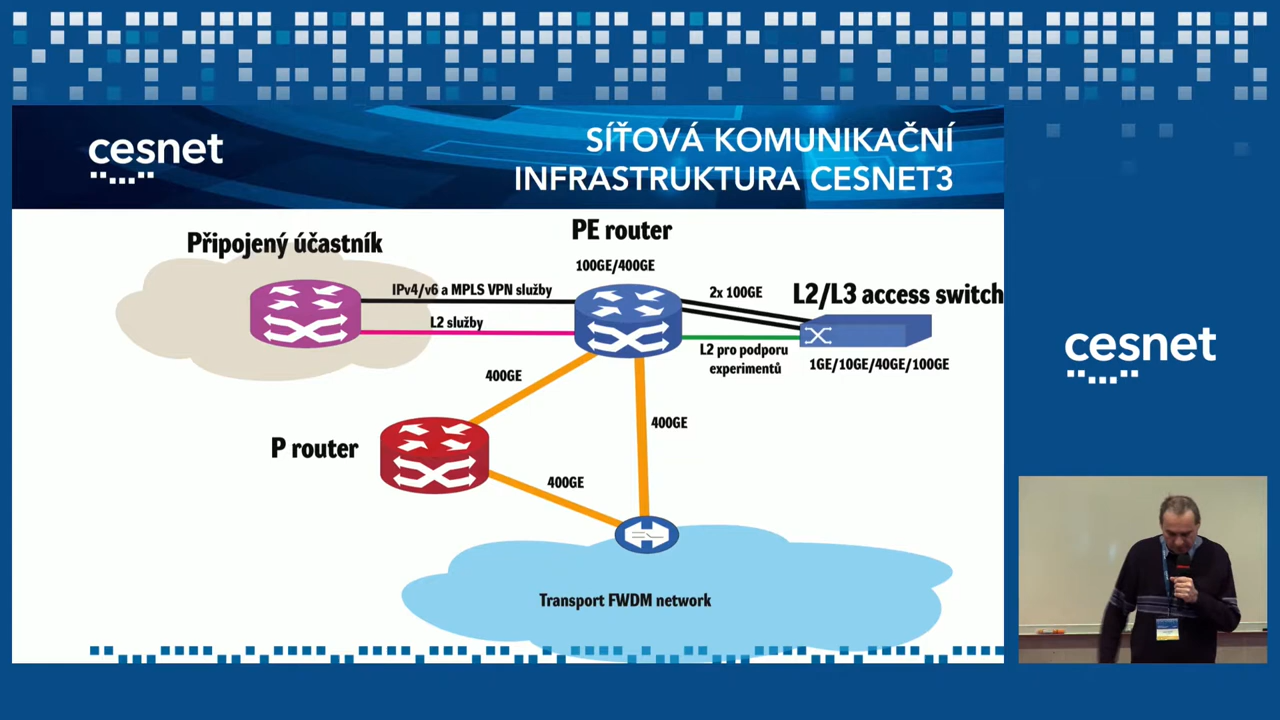 cesnet
SÍŤOVÁ KOMUNIKAČNÍ
INFRASTRUKTURA CESNET3
PE router
Připojený účastník
100GE/400GE
IPv4/v6 a MPLS VPN služby
2x 100GE
L2/L3 access switch
L2 služby
L2 pro podporu
experimentů
1GE/10GE/40GE/100GE
400GE
400GE
P router
400GE
Transport FWDM network
cesnet